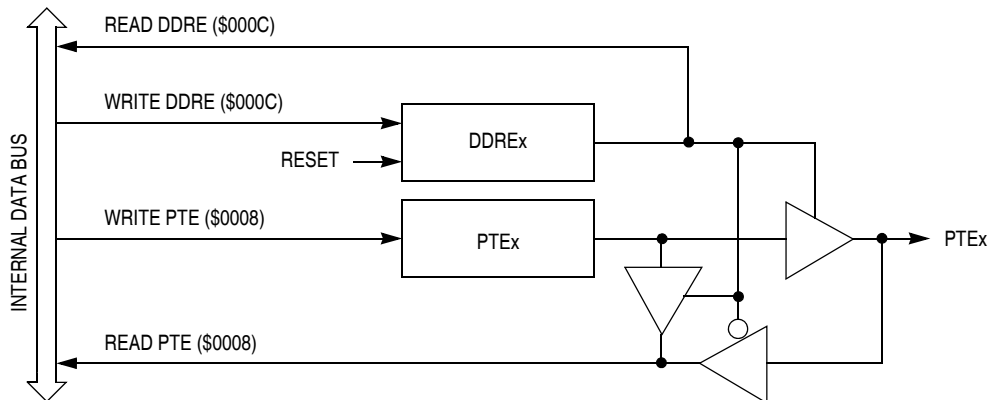 READ DDRE ($000C)
WRITE DDRE ($000C)
DDREx
RESET
INTERNAL DATA BUS
WRITE PTE ($0008)
PTEx
PTEx
READ PTE ($0008)